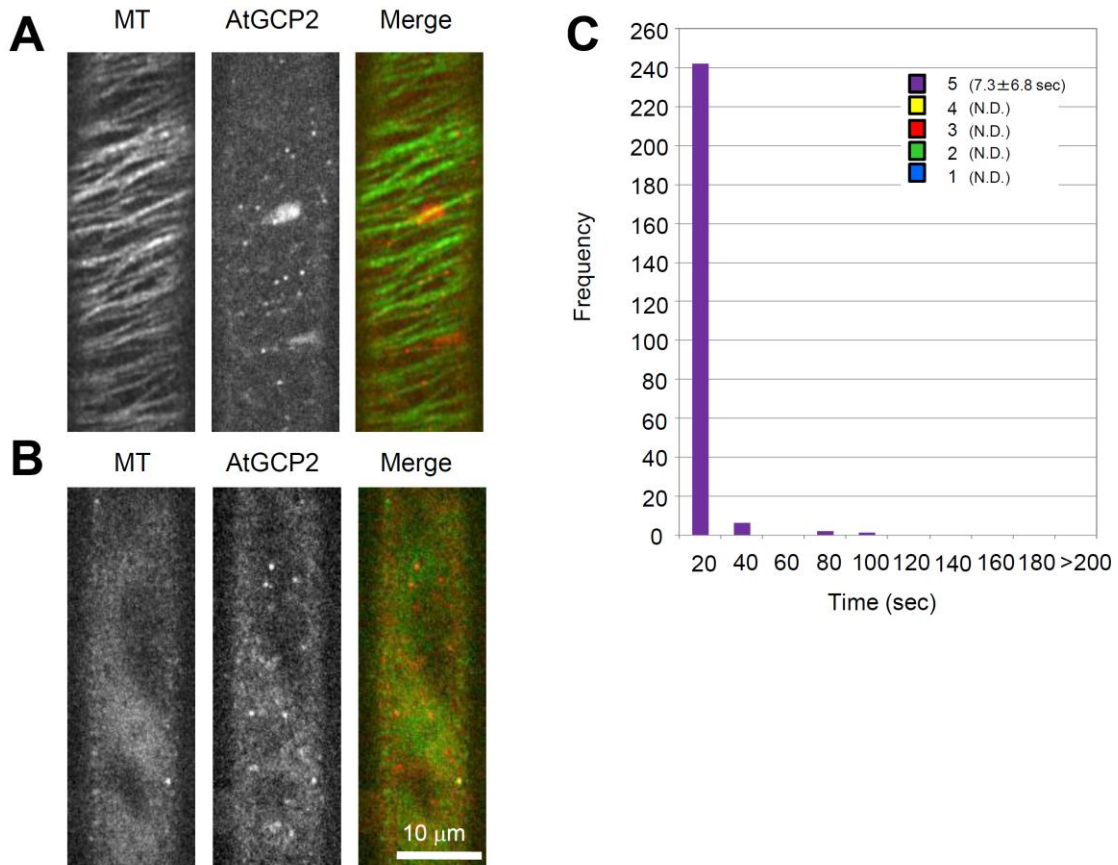 A
MT AtGCP2 Merge
B
MT AtGCP2 Merge
10 μm
C
260
240
220
200
180
160
140
120
100
80
60
40
20
0
Frequency
5 (7.3±6.8 sec)
4 (N.D.)
3 (N.D.)
2 (N.D.)
1 (N.D.)
20 40 60 80 100 120 140 160 180 >200
Time (sec)